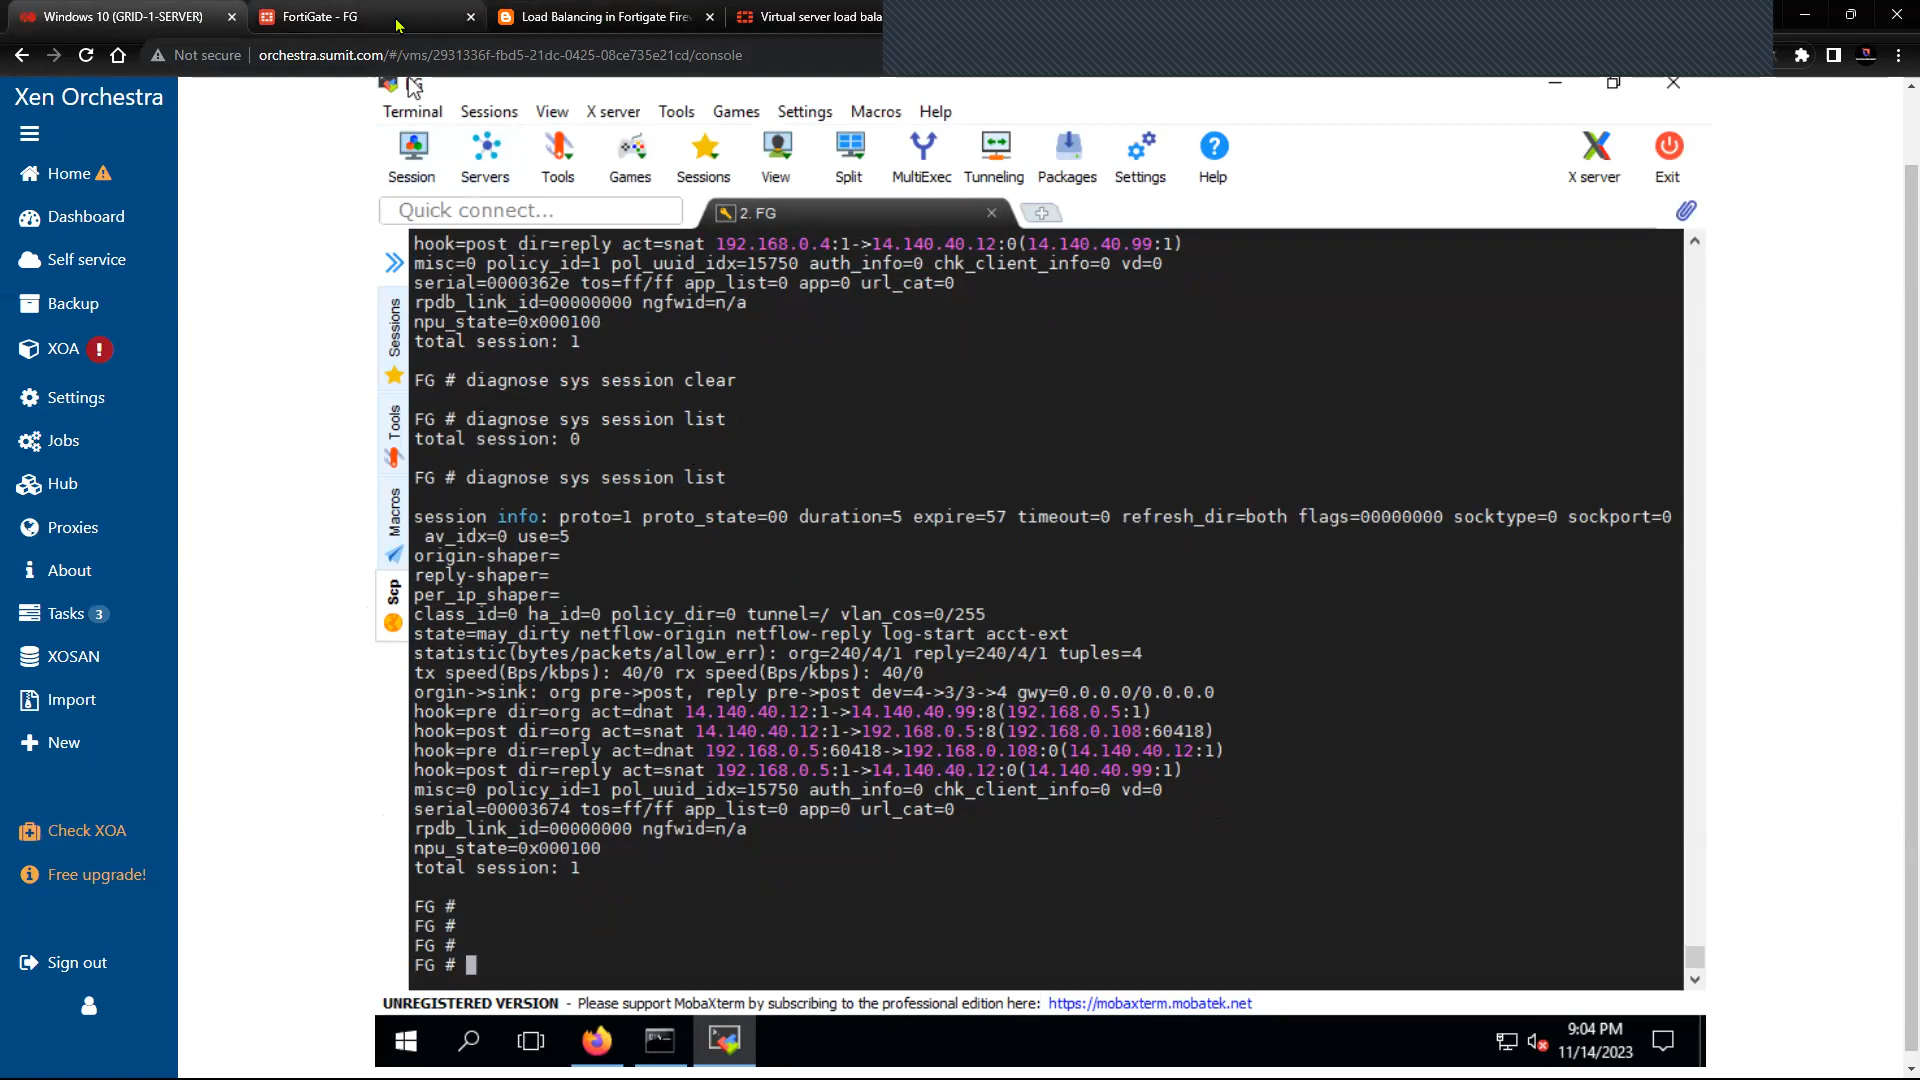 Windows 10 (GRID-1-SERVER)
FortiGate - FG
Load Balancing in Fortigate Fire
Virtual server load bala
Not secure
orchestra.sumit.com/#/vms/2931336f-fbd5-21dc-0425-08ce735e21cd/console
Xen Orchestra
Home
Dashboard
Self service
Backup
XOA
Settings
Jobs
Hub
Proxies
About
Tasks 3
XOSAN
Import
New
Check XOA
Free upgrade!
Sign out
Terminal Sessions View X server Tools Games Settings Macros Help
Session Servers Tools Games Sessions View Split MultiExec Tunneling Packages Settings Help X server Exit
Quick connect...
2. FG
Sessions
Tools
Macros
Scp
hook=post dir=reply act=snat 192.168.0.4:1->14.140.40.12:0(14.140.40.99:1)
misc=0 policy_id=1 pol_uuid_idx=15750 auth_info=0 chk_client_info=0 vd=0
serial=0000362e tos=ff/ff app_list=0 app=0 url_cat=0
rpdb_link_id=00000000 ngfwid=n/a
npu_state=0x000100
total session: 1
FG # diagnose sys session clear
FG # diagnose sys session list
total session: 0
FG # diagnose sys session list
session info: proto=1 proto_state=00 duration=5 expire=57 timeout=0 refresh_dir=both flags=00000000 socktype=0 sockport=0
av_idx=0 use=5
origin-shaper=
reply-shaper=
per_ip_shaper=
class_id=0 ha_id=0 policy_dir=0 tunnel=/ vlan_cos=0/255
state=may_dirty netflow-origin netflow-reply log-start acct-ext
statistic(bytes/packets/allow_err): org=240/4/1 reply=240/4/1 tuples=4
tx speed(Bps/kbps): 40/0 rx speed(Bps/kbps): 40/0
orgin->sink: org pre->post, reply pre->post dev=4->3/3->4 gwy=0.0.0.0/0.0.0.0
hook=pre dir=org act=dnat 14.140.40.12:1->14.140.40.99:8(192.168.0.5:1)
hook=post dir=org act=snat 14.140.40.12:1->192.168.0.5:8(192.168.0.108:60418)
hook=pre dir=reply act=dnat 192.168.0.5:60418->192.168.0.108:0(14.140.40.12:1)
hook=post dir=reply act=snat 192.168.0.5:1->14.140.40.12:0(14.140.40.99:1)
misc=0 policy_id=1 pol_uuid_idx=15750 auth_info=0 chk_client_info=0 vd=0
serial=00003674 tos=ff/ff app_list=0 app=0 url_cat=0
rpdb_link_id=00000000 ngfwid=n/a
npu_state=0x000100
total session: 1
FG #
FG #
FG #
FG #
UNREGISTERED VERSION - Please support MobaXterm by subscribing to the professional edition here: https://mobaxterm.mobatek.net
9:04 PM
11/14/2023